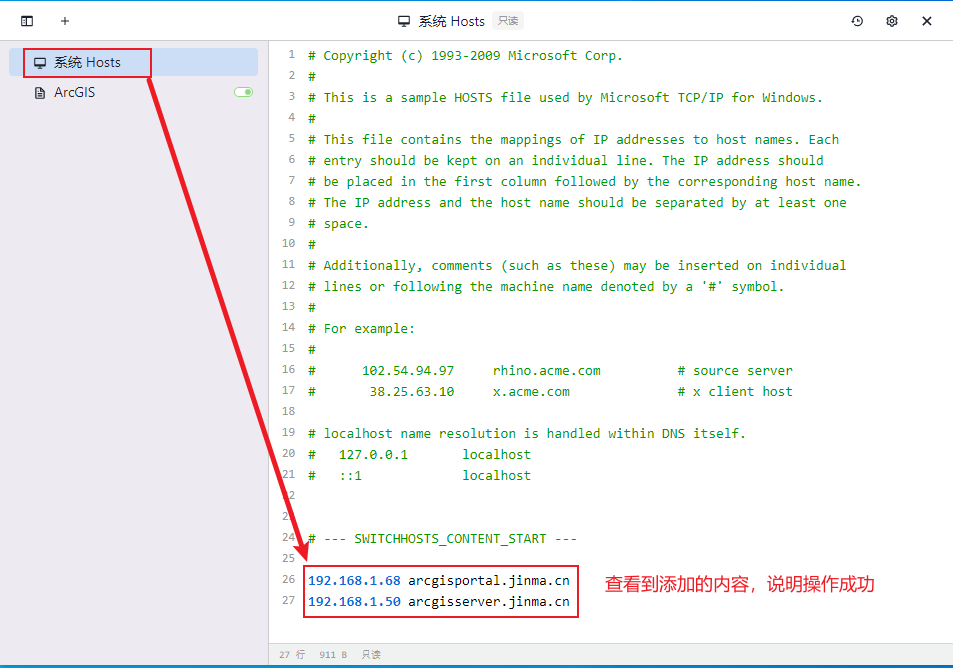 系统 Hosts 只读
系统 Hosts
ArcGIS
1 # Copyright (c) 1993-2009 Microsoft Corp.
2 #
3 # This is a sample HOSTS file used by Microsoft TCP/IP for Windows.
4 #
5 # This file contains the mappings of IP addresses to host names. Each
6 # entry should be kept on an individual line. The IP address should
7 # be placed in the first column followed by the corresponding host name.
8 # The IP address and the host name should be separated by at least one
9 # space.
10 #
11 # Additionally, comments (such as these) may be inserted on individual
12 # lines or following the machine name denoted by a '#' symbol.
13 #
14 # For example:
15 #
16 #      102.54.94.97     rhino.acme.com          # source server
17 #       38.25.63.10     x.acme.com              # x client host
18
19 # localhost name resolution is handled within DNS itself.
20 #   127.0.0.1       localhost
21 #   ::1             localhost
2
2
24 # --- SWITCHHOSTS_CONTENT_START ---
25
26 192.168.1.68 arcgisportal.jinma.cn
27 192.168.1.50 arcgisserver.jinma.cn
查看到添加的内容，说明操作成功
27 行 911 B 只读